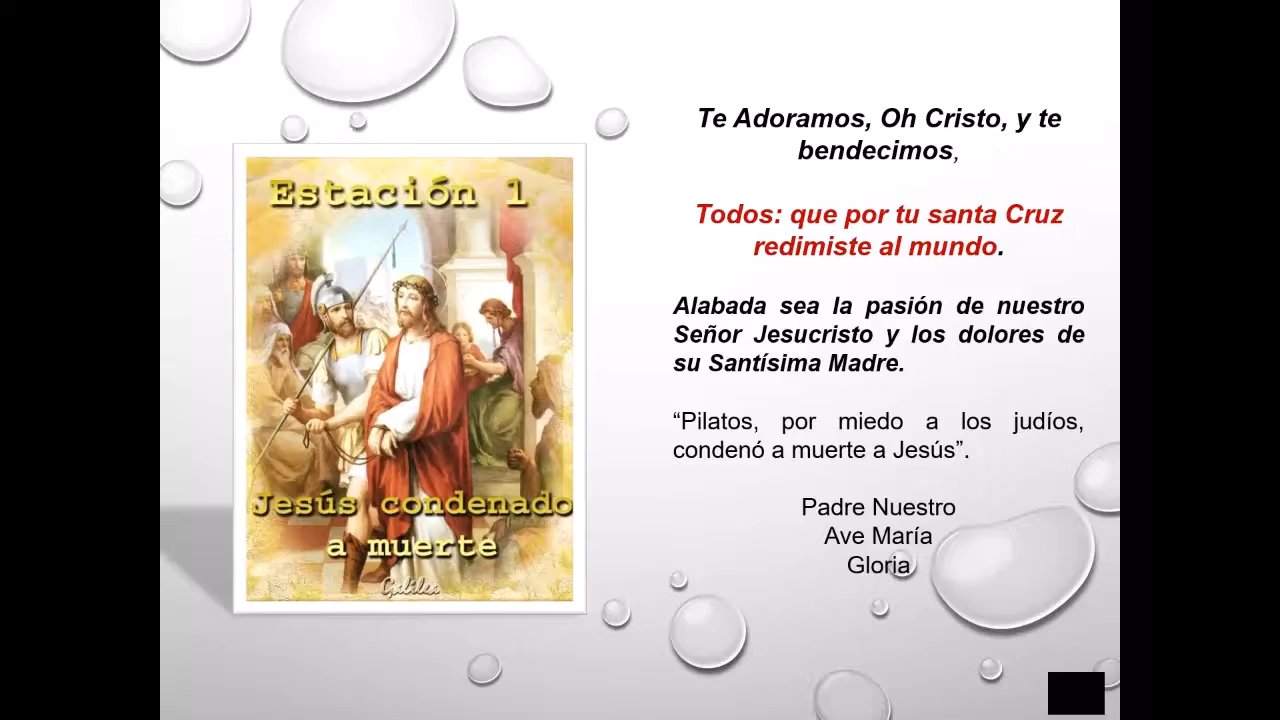 Estación 1
Jesús condenado
a muerte
Galilea
Te Adoramos, Oh Cristo, y te
bendecimos,
Todos: que por tu santa Cruz
redimiste al mundo.
Alabada sea la pasión de nuestro
Señor Jesucristo y los dolores de
su Santísima Madre.
“Pilatos, por miedo a los judíos,
condenó a muerte a Jesús”.
Padre Nuestro
Ave María
Gloria